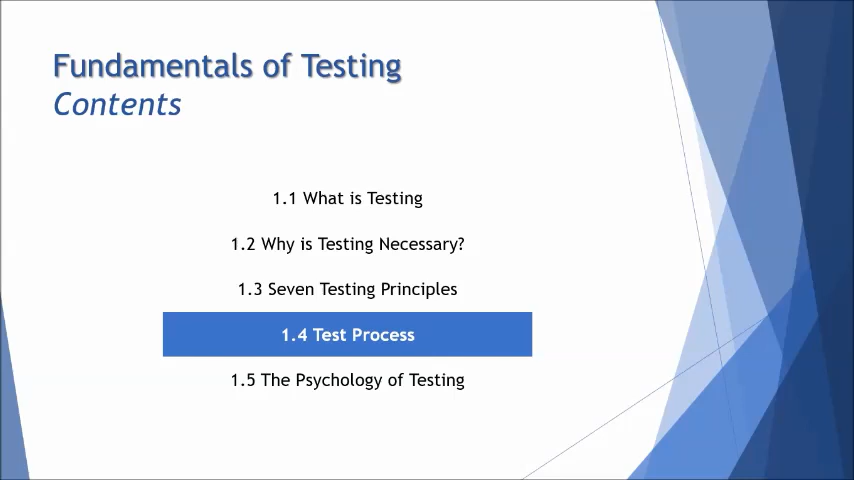 Fundamentals of Testing
Contents
1.1 What is Testing
1.2 Why is Testing Necessary?
1.3 Seven Testing Principles
1.4 Test Process
1.5 The Psychology of Testing